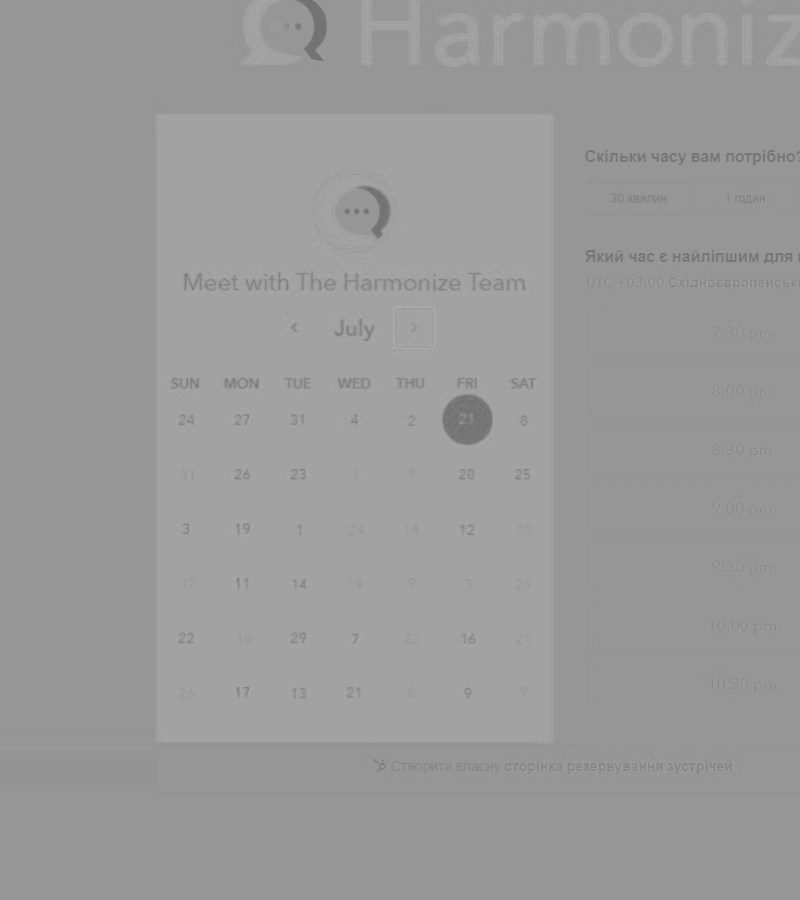 Harmoniz
Meet with The Harmonize Team
July
SUN MON TUE WED THU FRI SAT
24 27 31 4 2 21 8
31 26 23 1 9 20 25
3 19 1 24 14 12 30
17 11 14 14 9 3 26
22 10 29 7 22 16 21
26 17 13 21 8 9 9
Скільки часу вам потрібно?
30 хвилин 1 годин
Який час є найліпшим для
UTC +03:00 Східноєвропейськ
7:30 pm
8:00 pm
8:30 pm
9:00 pm
9:30 pm
10:00 pm
10:30 pm
Створити власну сторінка резервування зустрічей